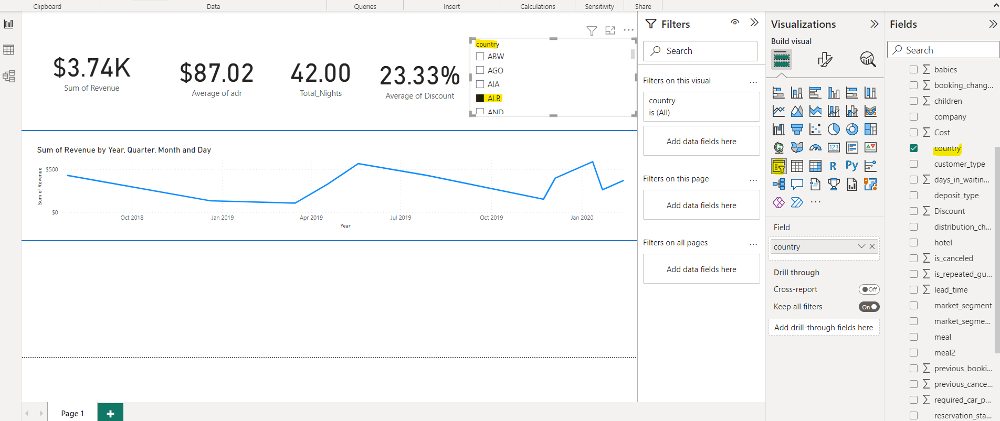 Clipboard
Data
Queries
Insert
Calculations
Sensitivity
Share
$3.74K
Sum of Revenue
$87.02
Average of adr
42.00
Total_Nights
23.33%
Average of Discount
country
ABW
AGO
AIA
ALB
AND
Sum of Revenue by Year, Quarter, Month and Day
Sum of Revenue
$500
$0
Oct 2018
Jan 2019
Apr 2019
Jul 2019
Oct 2019
Jan 2020
Year
Page 1
Filters
Search
Filters on this visual
...
country
is (All)
Add data fields here
Filters on this page
...
Add data fields here
Filters on all pages
...
Add data fields here
Visualizations
Build visual
123
R
Py
...
Field
country
Drill through
Cross-report
Off
Keep all filters
On
Add drill-through fields here
Fields
Search
babies
booking_chang...
children
company
Cost
country
customer_type
days_in_waitin...
deposit_type
Discount
distribution_ch...
hotel
is_canceled
is_repeated_gu...
lead_time
market_segment
market_segme...
meal
meal2
previous_booki...
previous_cance...
required_car_p...
reservation_sta...